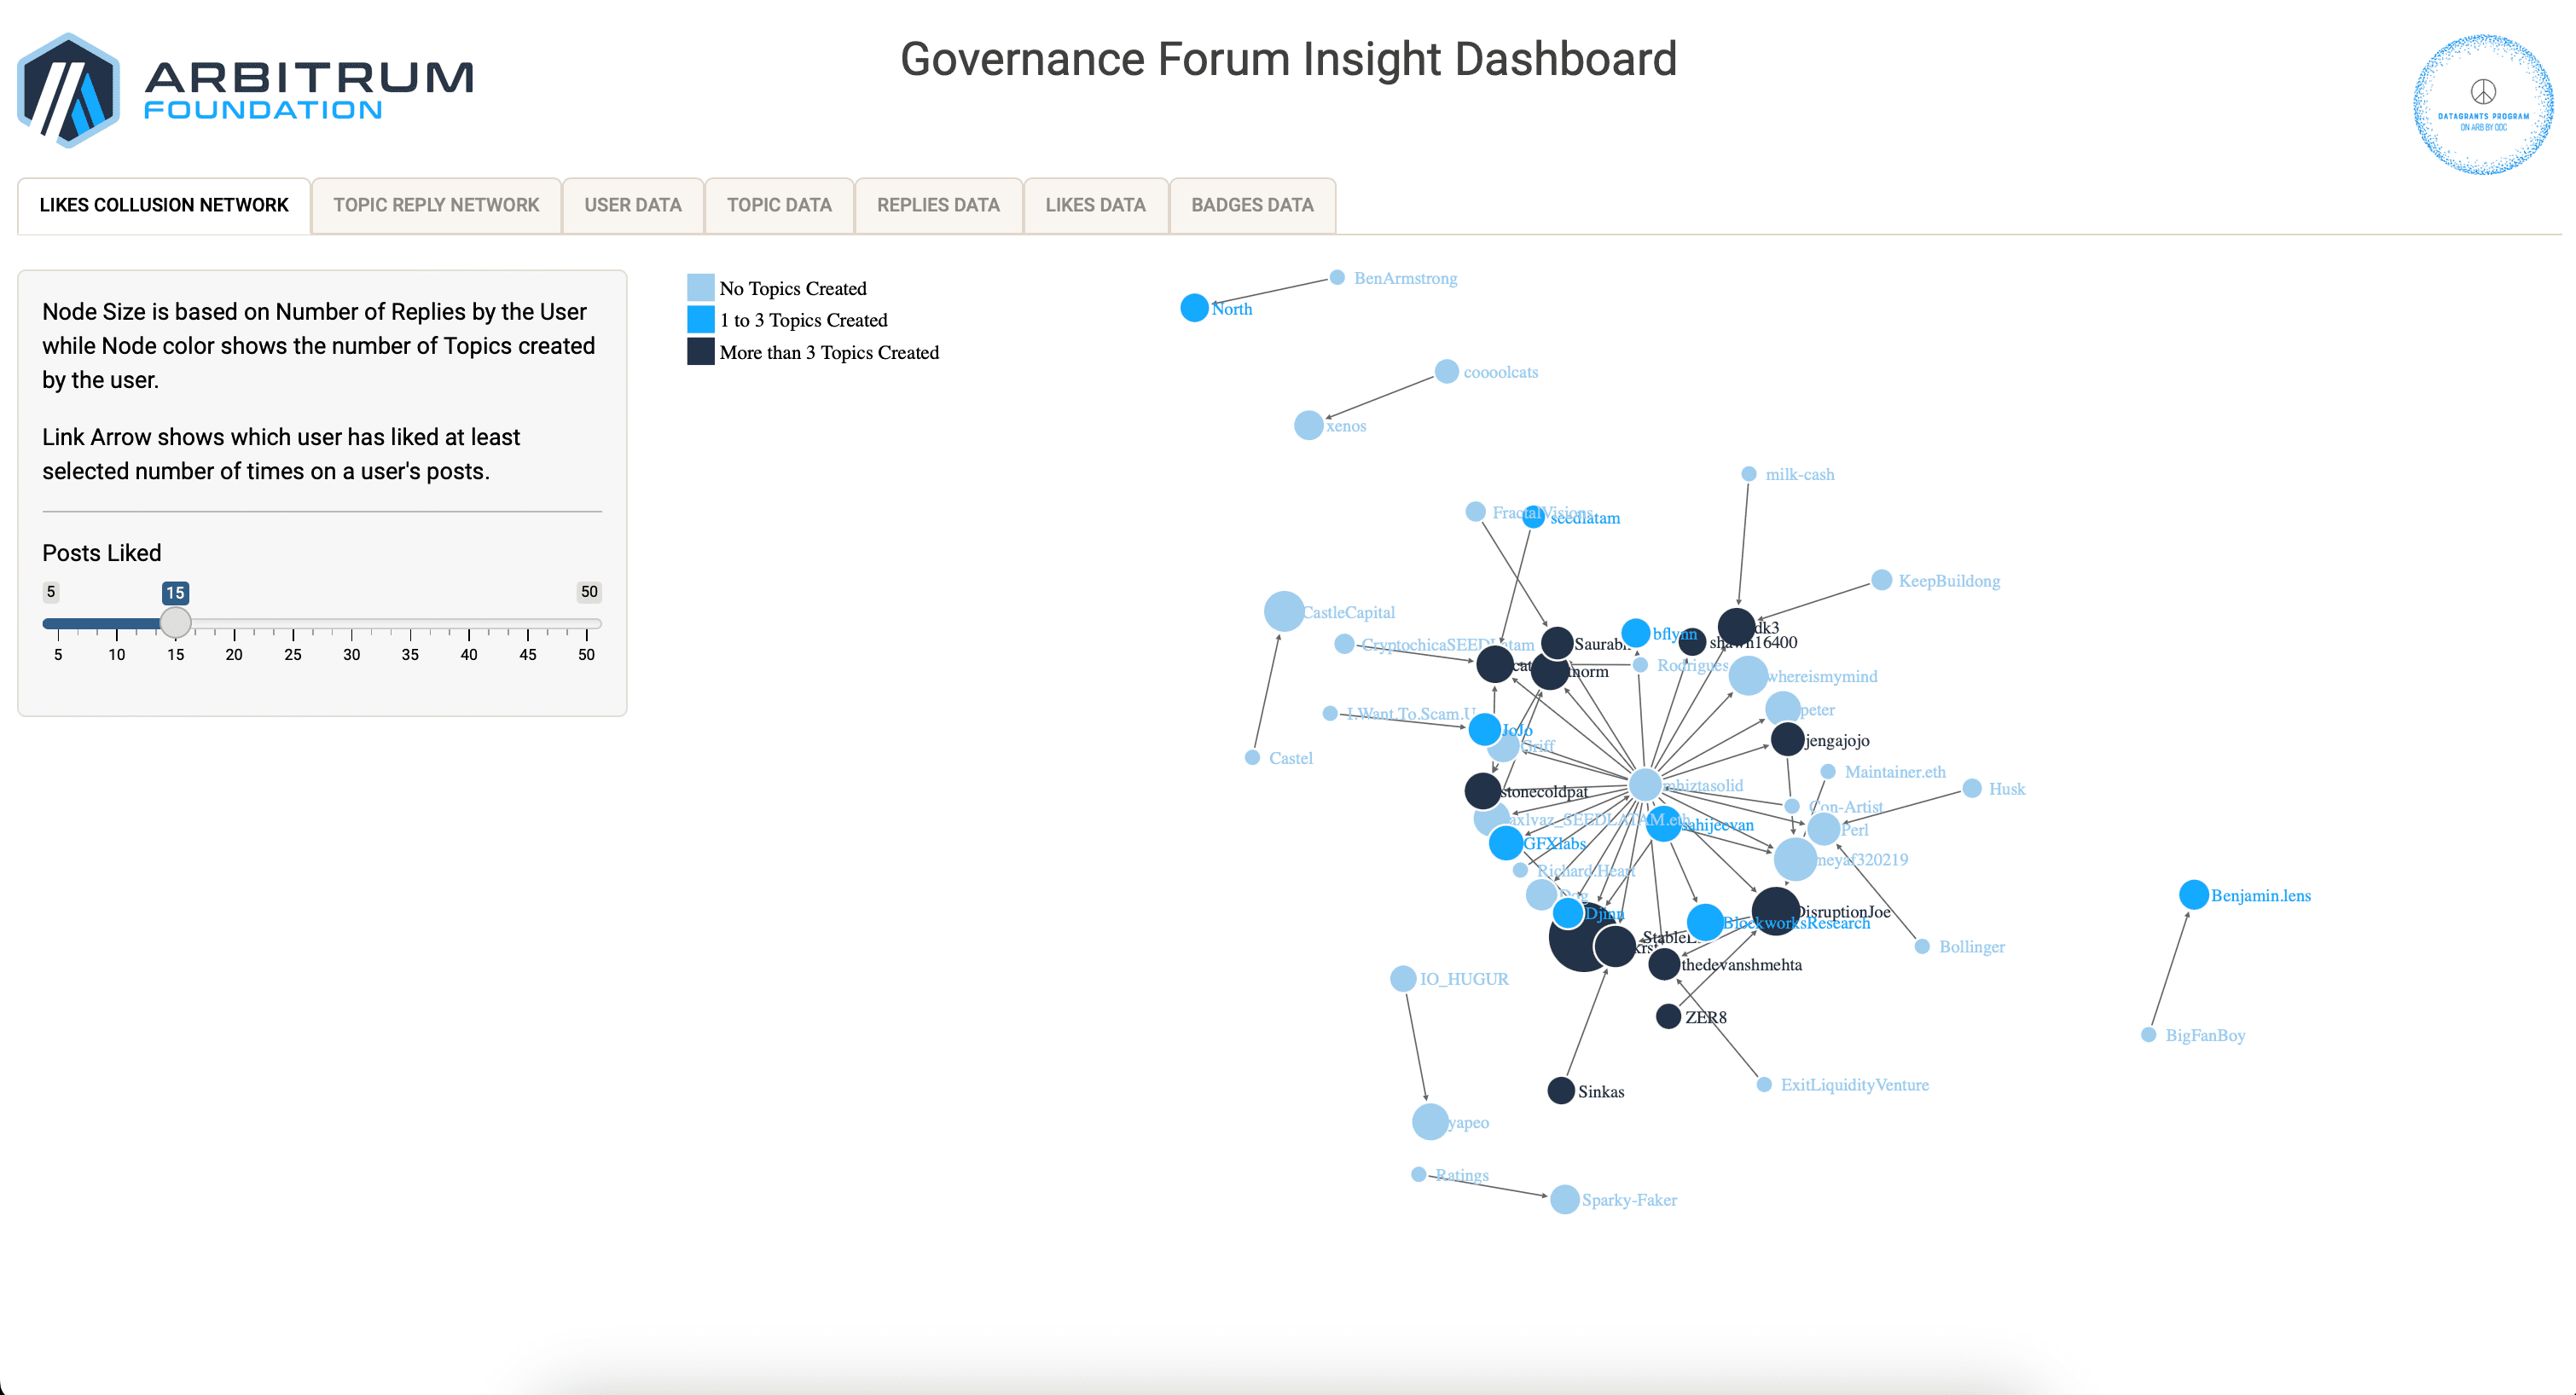 ARBITRUM
FOUNDATION
Governance Forum Insight Dashboard
DATAGRANTS PROGRAM
ON ARB BY ODC
LIKES COLLUSION NETWORK
TOPIC REPLY NETWORK
USER DATA
TOPIC DATA
REPLIES DATA
LIKES DATA
BADGES DATA
Node Size is based on Number of Replies by the User
while Node color shows the number of Topics created
by the user.
Link Arrow shows which user has liked at least
selected number of times on a user's posts.
Posts Liked
5
15
50
5 10 15 20 25 30 35 40 45 50
No Topics Created
1 to 3 Topics Created
More than 3 Topics Created
BenArmstrong
North
coooolcats
xenos
milk-cash
FractalVisions
seedlatam
KeepBuildong
CastleCapital
bflynn
dk3
shawn16400
CryptochicaSEEDLatam
Rodrigues
whereismymind
peter
I.Want.To.Scam.U
JoJo
Griff
jengajojo
Castel
Maintainer.eth
mbiztasolid
Husk
stonecoldpat
Con-Artist
axlvaz_SEEDLATAM.eth
sahijeevan
Perl
GFXlabs
meyaf320219
Richard.Heart
Djinn
Benjamin.lens
DisruptionJoe
BlockworksResearch
Bollinger
thedevanshmehta
IO_HUGUR
ZER8
BigFanBoy
ExitLiquidityVenture
Sinkas
yapeo
Ratings
Sparky-Faker